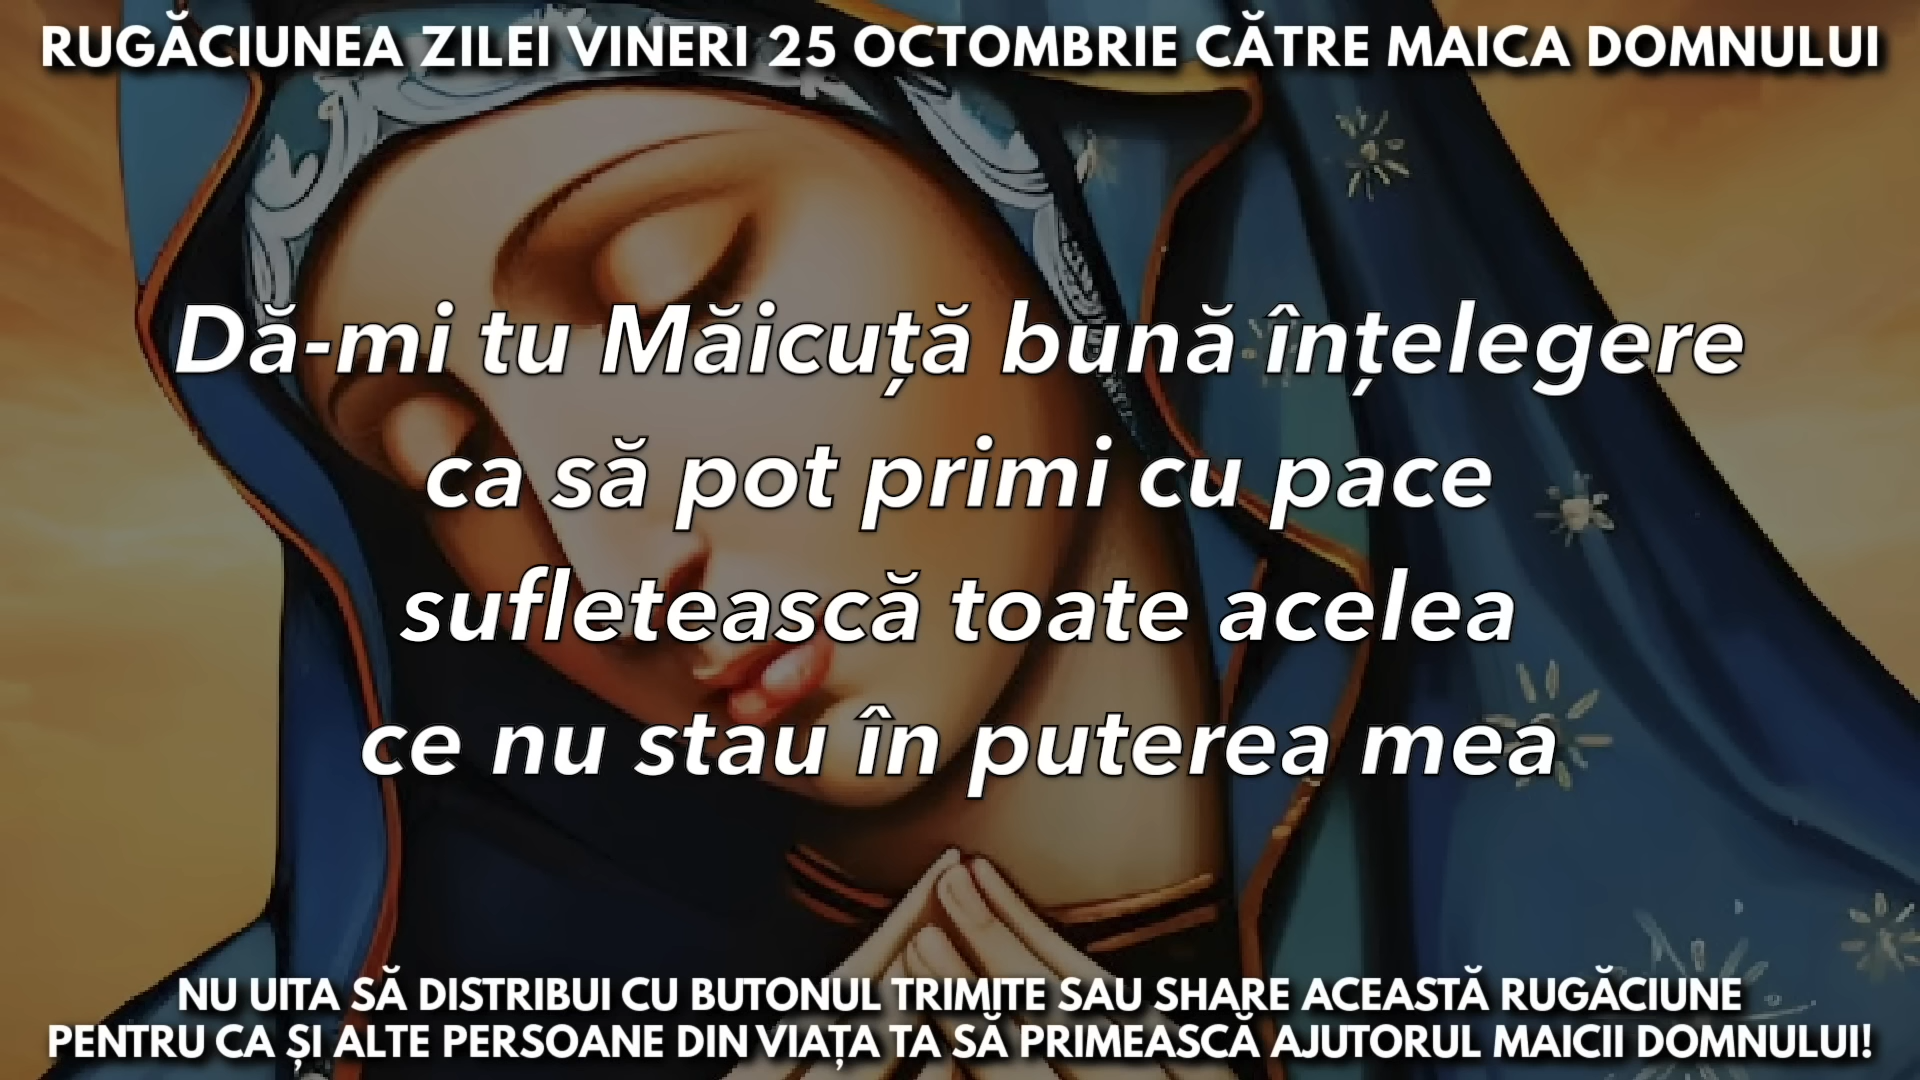 RUGĂCIUNEA ZILEI VINERI 25 OCTOMBRIE CĂTRE MAICA DOMNULUI
Dă-mi tu Măicuță bună înțelegere
ca să pot primi cu pace
sufletească toate acelea
ce nu stau în puterea mea
NU UITA SĂ DISTRIBUI CU BUTONUL TRIMITE SAU SHARE ACEASTĂ RUGĂCIUNE
PENTRU CA ȘI ALTE PERSOANE DIN VIAȚA TA SĂ PRIMEASCĂ AJUTORUL MAICII DOMNULUI!